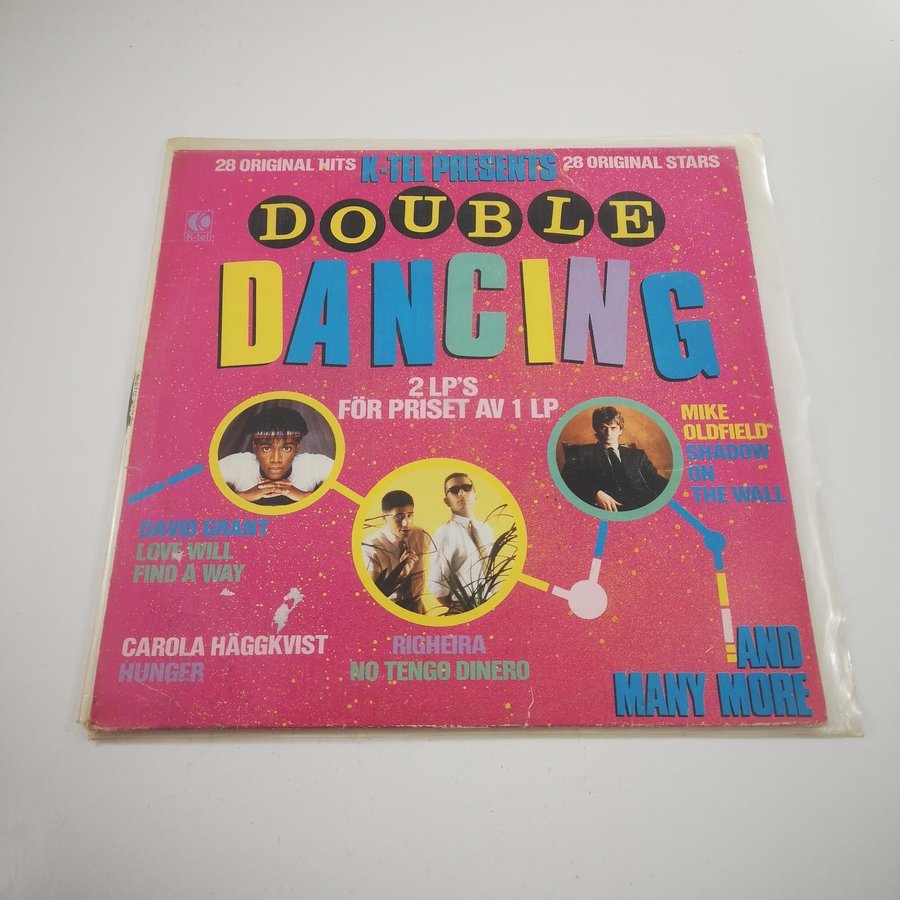 28 ORIGINAL HITS
K-TEL PRESENTS
28 ORIGINAL STARS
K-tel
DOUBLE
DANCING
2 LP'S
FÖR PRISET AV 1 LP
MIKE
OLDFIELD
SHADOW
ON
THE WALL
DAVID GRANT
LOVE WILL
FIND A WAY
CAROLA HÄGGKVIST
HUNGER
RIGHEIRA
NO TENGO DINERO
AND
MANY MORE